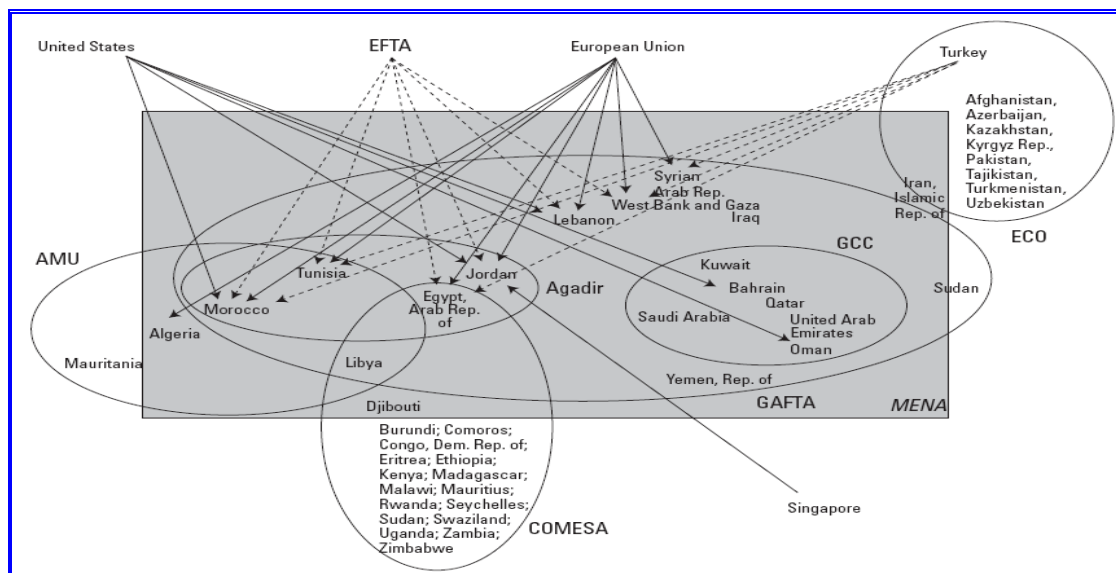 United States
EFTA
European Union
Turkey
Afghanistan,
Azerbaijan,
Kazakhstan,
Kyrgyz Rep.,
Pakistan,
Tajikistan,
Turkmenistan,
Uzbekistan
ECO
Iran,
Islamic
Rep. of
Syrian
Arab Rep.
West Bank and Gaza
Lebanon
Iraq
GCC
AMU
Tunisia
Jordan
Agadir
Kuwait
Bahrain
Qatar
Saudi Arabia
United Arab
Emirates
Oman
Sudan
Egypt,
Arab Rep.
of
Morocco
Algeria
Mauritania
Libya
Yemen, Rep. of
GAFTA
MENA
Djibouti
Burundi; Comoros;
Congo, Dem. Rep. of;
Eritrea; Ethiopia;
Kenya; Madagascar;
Malawi; Mauritius;
Rwanda; Seychelles;
Sudan; Swaziland;
Uganda; Zambia;
Zimbabwe
COMESA
Singapore